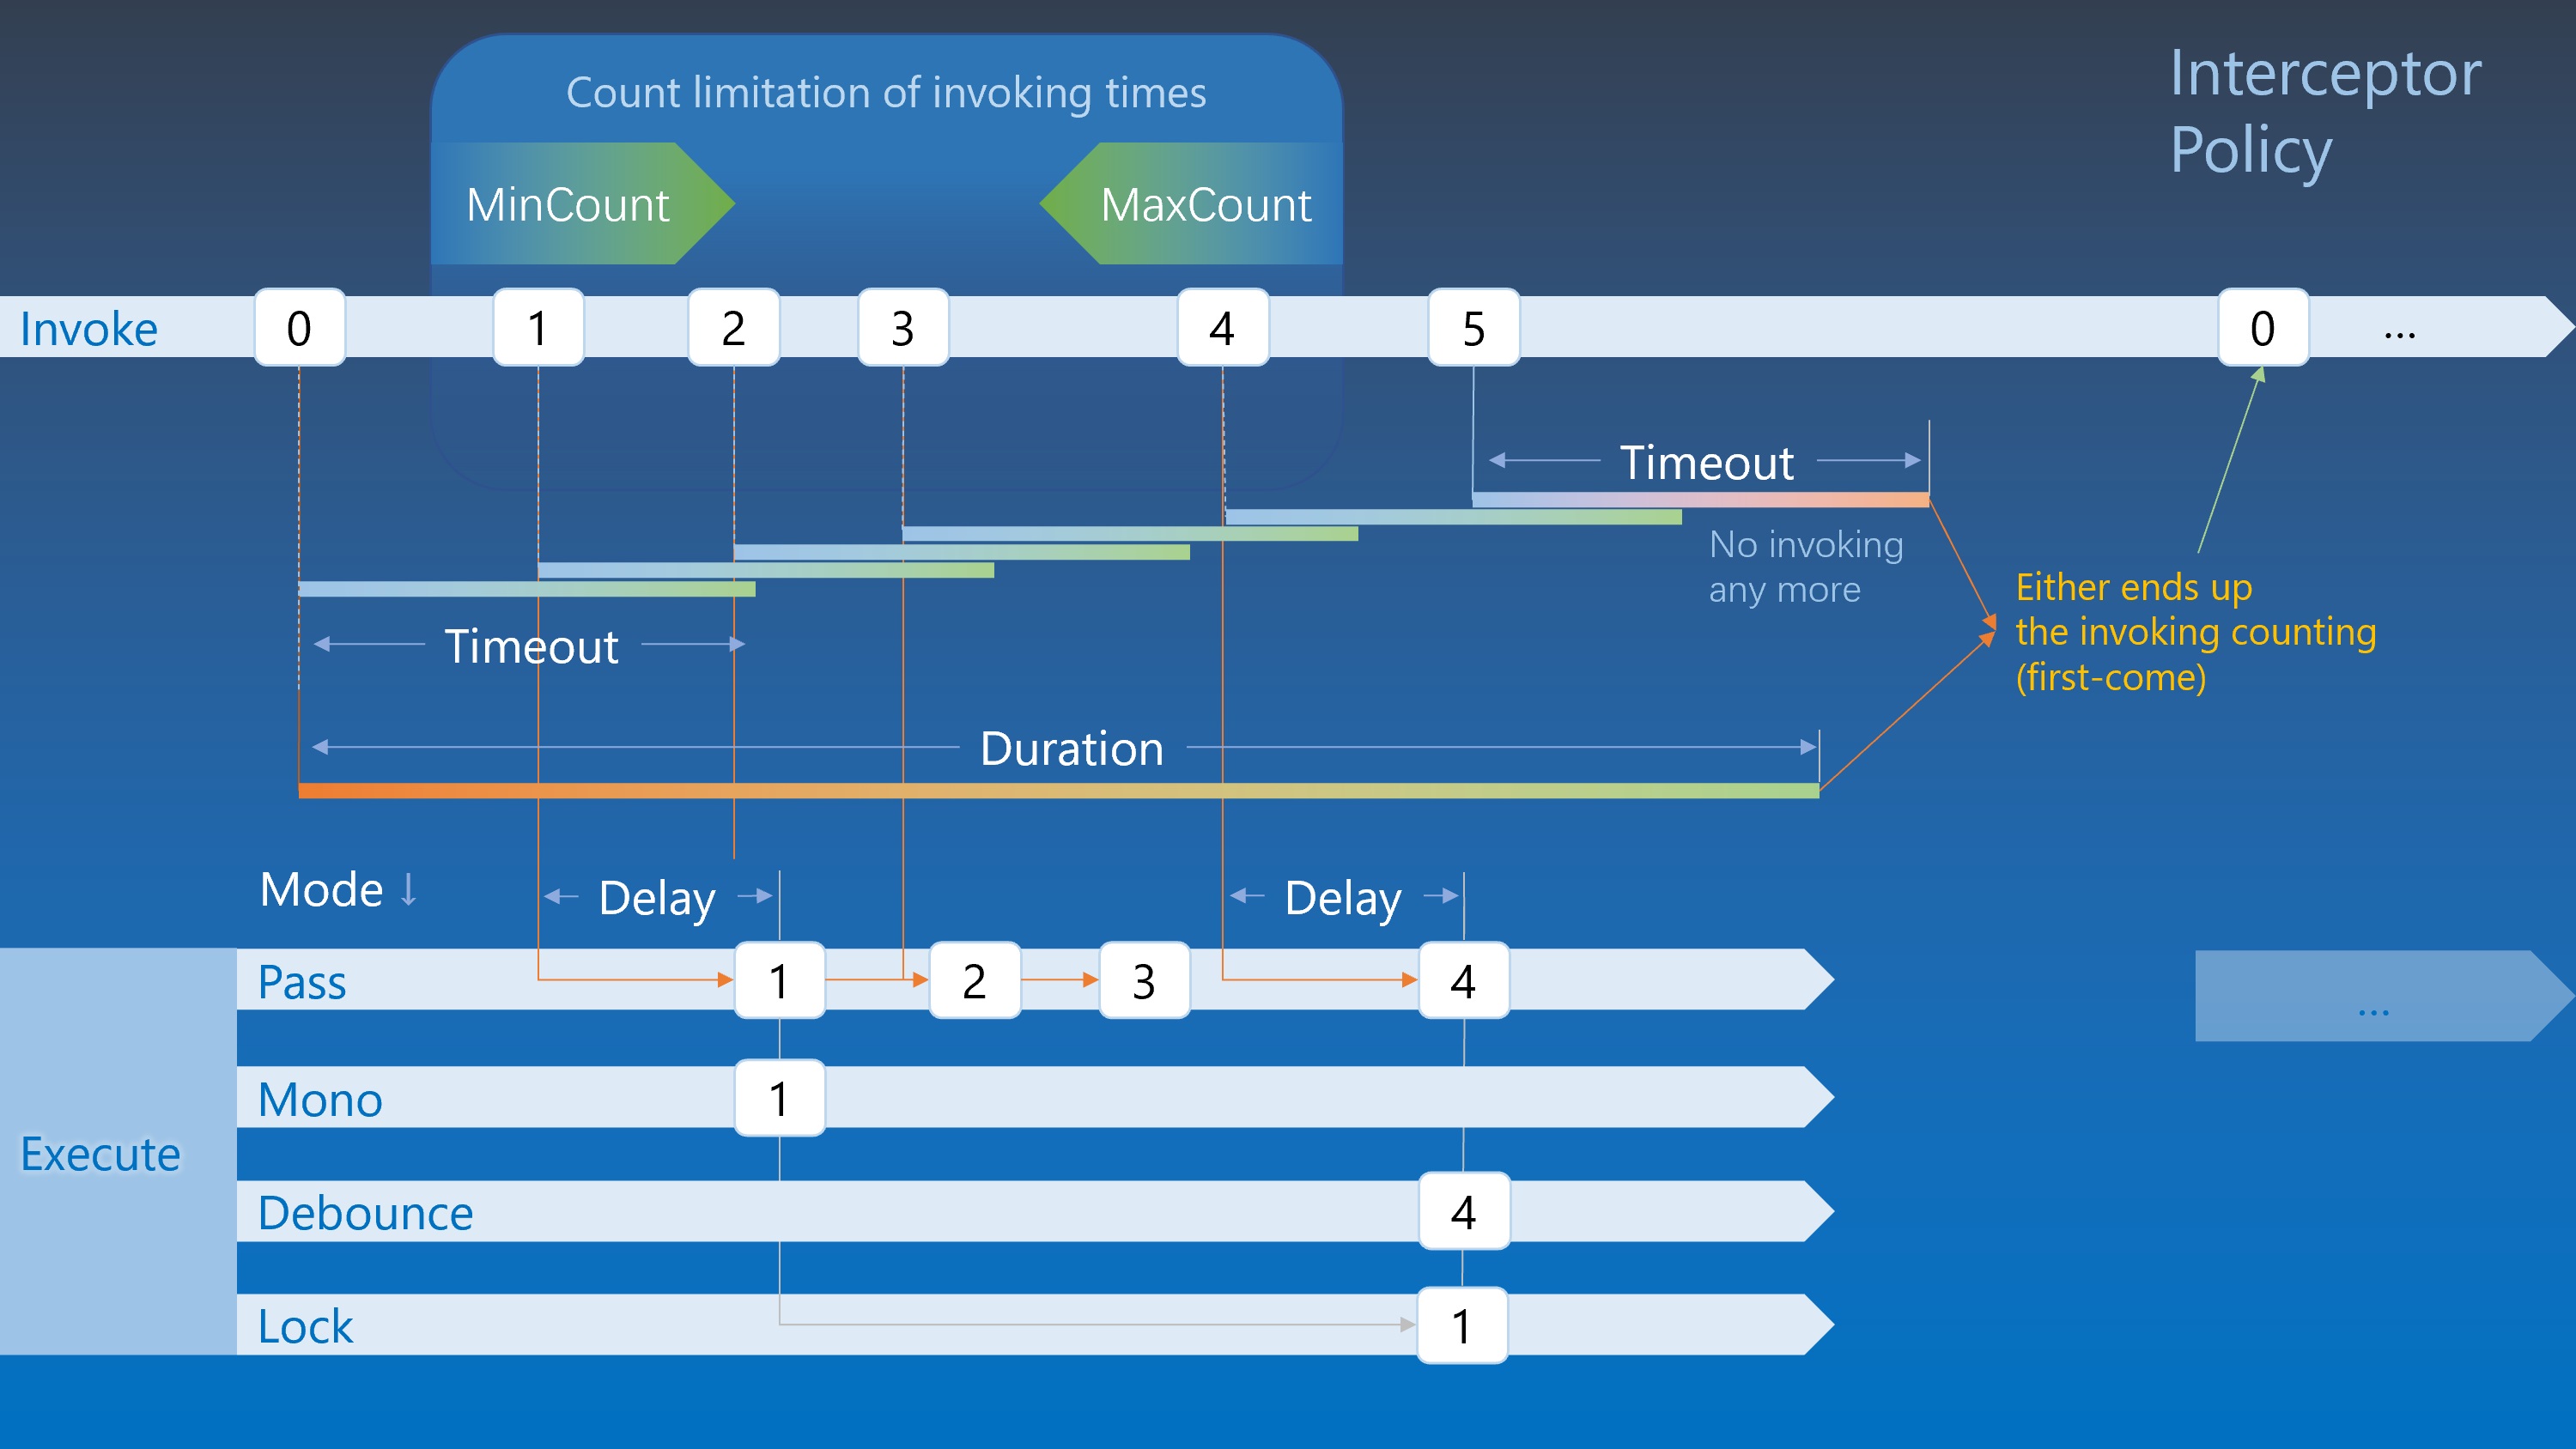 Interceptor
Policy
Count limitation of invoking times
MinCount
MaxCount
Invoke
0
1
2
3
4
5
0
...
Timeout
No invoking
any more
Either ends up
the invoking counting
(first-come)
Timeout
Duration
Mode ↓
Delay
Delay
Execute
Pass
1
2
3
4
...
Mono
1
Debounce
4
Lock
1